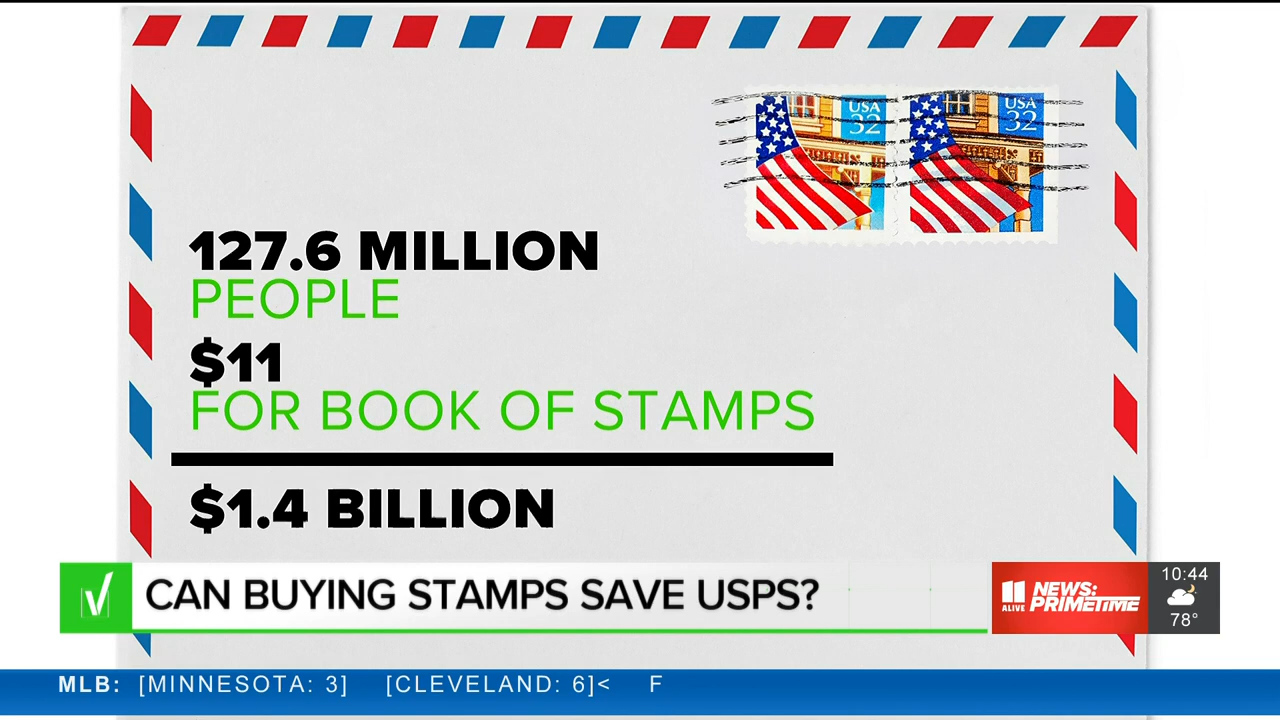 USA
32
USA
32
127.6 MILLION
PEOPLE
$11
FOR BOOK OF STAMPS
$1.4 BILLION
CAN BUYING STAMPS SAVE USPS?
11 ALIVE NEWS: PRIMETIME
10:44
78°
MLB: [MINNESOTA: 3] [CLEVELAND: 6]< F